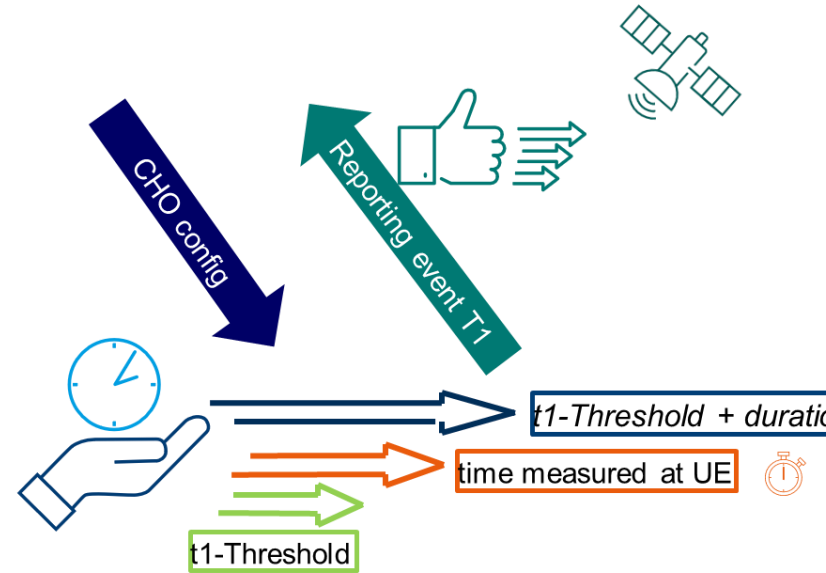 CHO config
Reporting event T1
t1-Threshold + duratio
time measured at UE
t1-Threshold